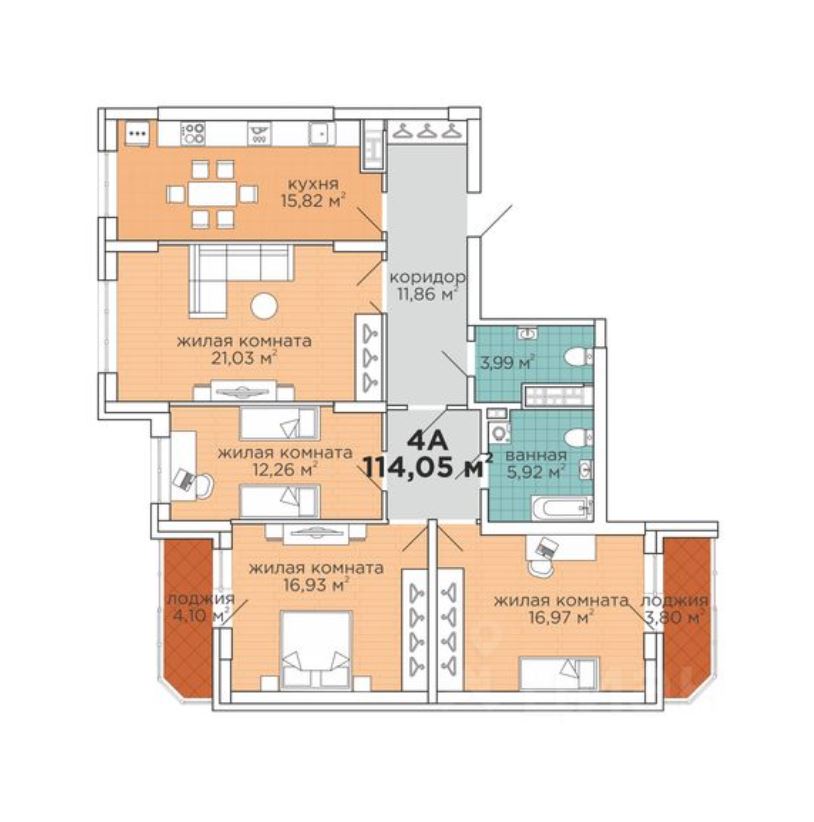 кухня
15,82 м²
коридор
11,86 м²
жилая комната
21,03 м²
3,99 м²
жилая комната
12,26 м²
4А
114,05 м²
ванная
5,92 м²
жилая комната
16,93 м²
лоджия
4,10 м²
жилая комната
16,97 м²
лоджия
3,80 м²